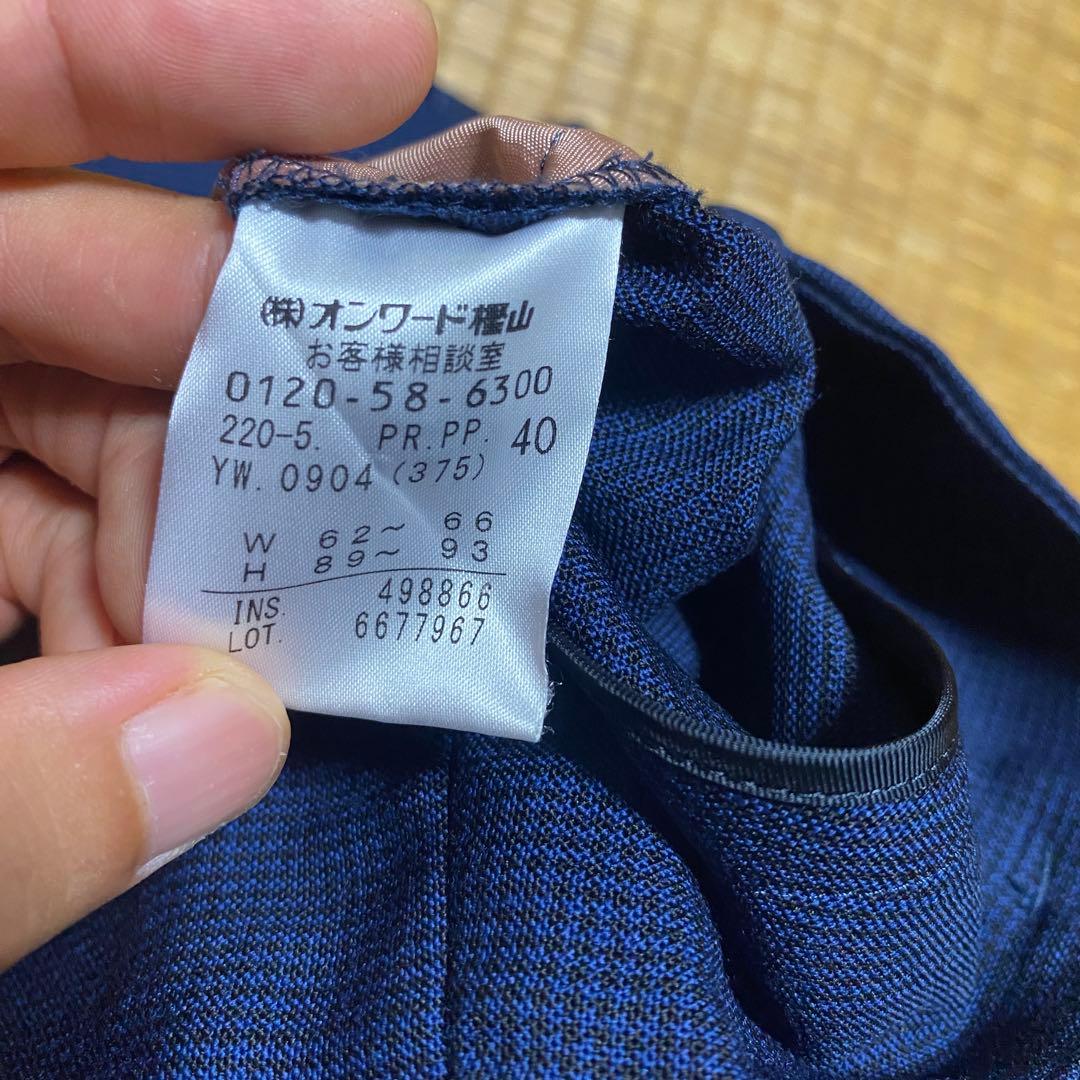 (株)オンワード樫山
お客様相談室
0120-58-6300
220-5. PR.PP. 40
YW. 0904 (375)
W 62~ 66
H 89~ 93
INS. 498866
LOT. 6677967